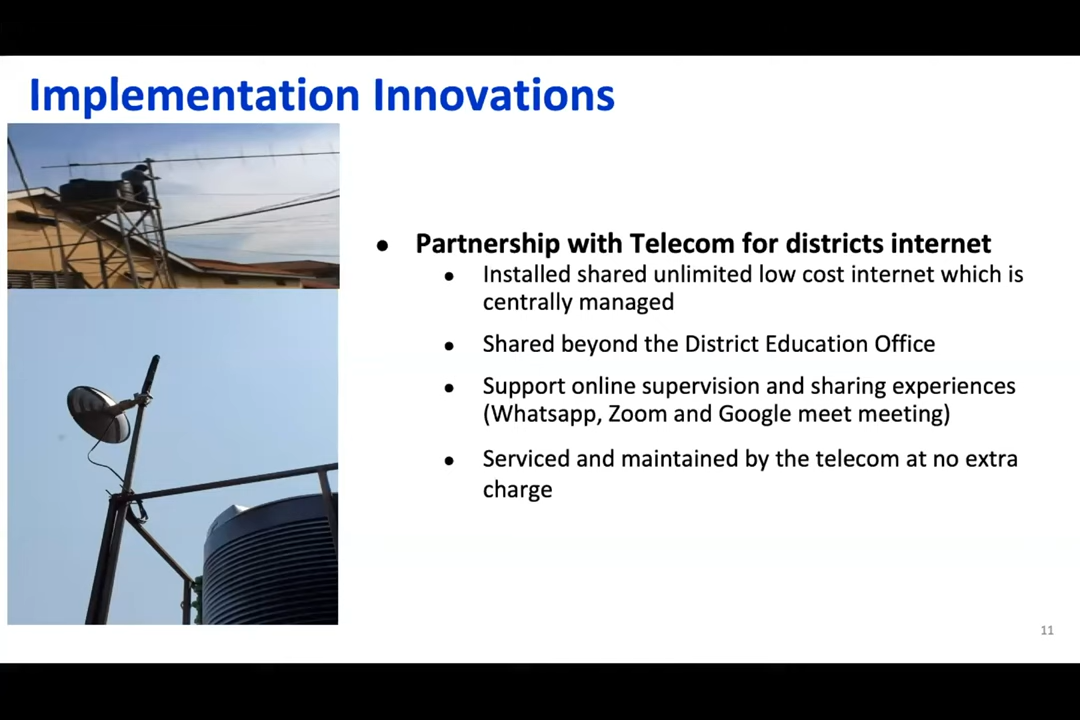 Implementation Innovations
● Partnership with Telecom for districts internet
● Installed shared unlimited low cost internet which is
centrally managed
● Shared beyond the District Education Office
● Support online supervision and sharing experiences
(Whatsapp, Zoom and Google meet meeting)
● Serviced and maintained by the telecom at no extra
charge
11